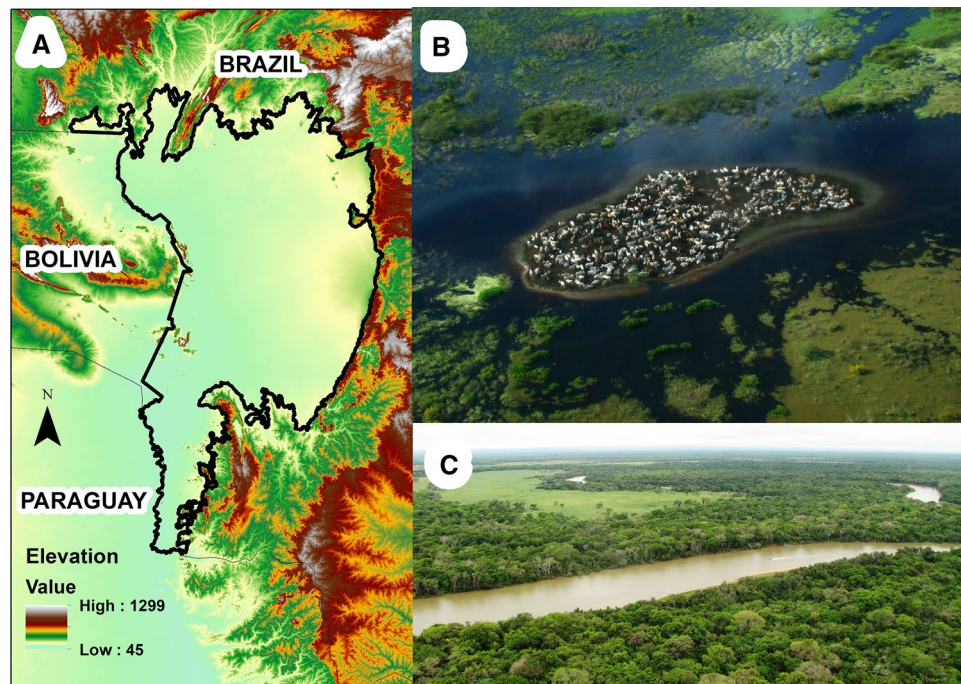 A
BRAZIL
BOLIVIA
N
PARAGUAY
Elevation
Value
High : 1299
Low : 45
B
C